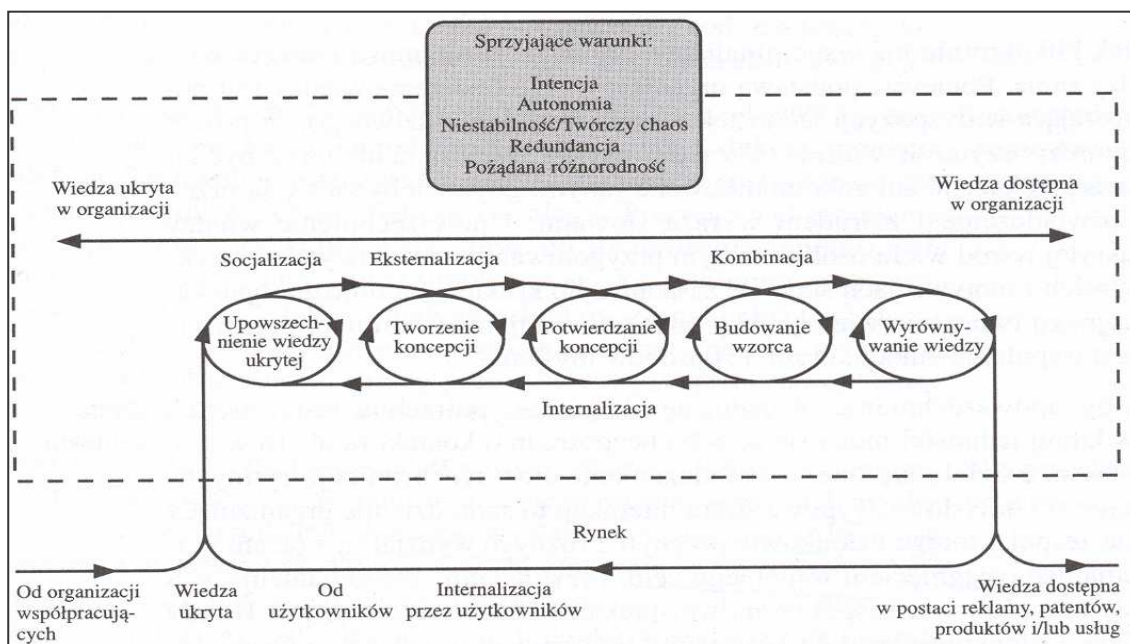 Sprzyjające warunki:
Intencja
Autonomia
Niestabilność/Twórczy chaos
Redundancja
Pożądana różnorodność
Wiedza ukryta
w organizacji
Wiedza dostępna
w organizacji
Socjalizacja
Eksternalizacja
Kombinacja
Upowszech-
nienie wiedzy
ukrytej
Tworzenie
koncepcji
Potwierdzanie
koncepcji
Budowanie
wzorca
Wyrówny-
wanie wiedzy
Internalizacja
Rynek
Od organizacji
współpracują-
cych
Wiedza
ukryta
Od
użytkowników
Internalizacja
przez użytkowników
Wiedza dostępna
w postaci reklamy, patentów,
produktów i/lub usług